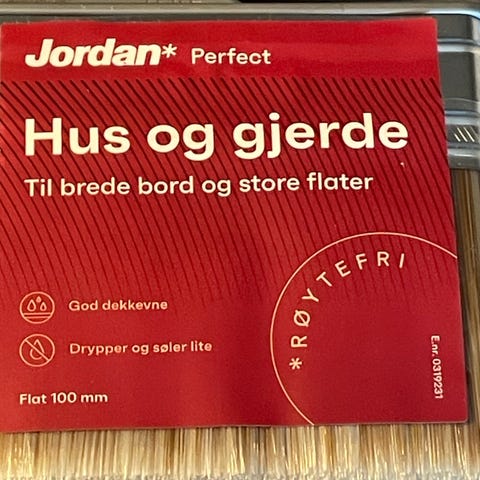 Jordan* Perfect
Hus og gjerde
Til brede bord og store flater
*RØYTEFRI
God dekkevne
Drypper og søler lite
Flat 100 mm
E.nr. 0319231